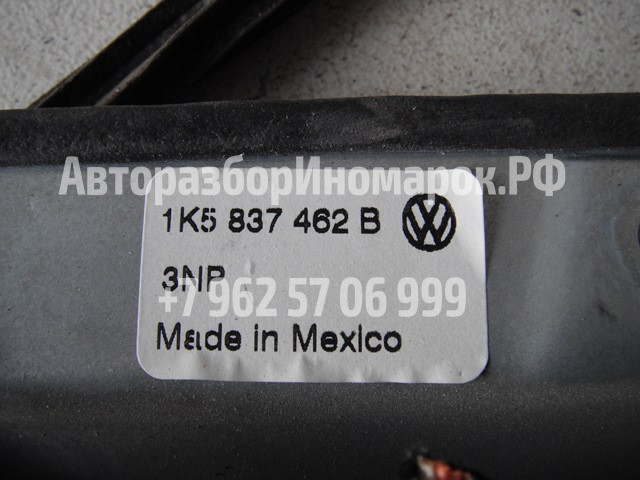 АвторазборИномарок.РФ
1K5 837 462 B
3NP
+7 962 57 06 999
Made in Mexico